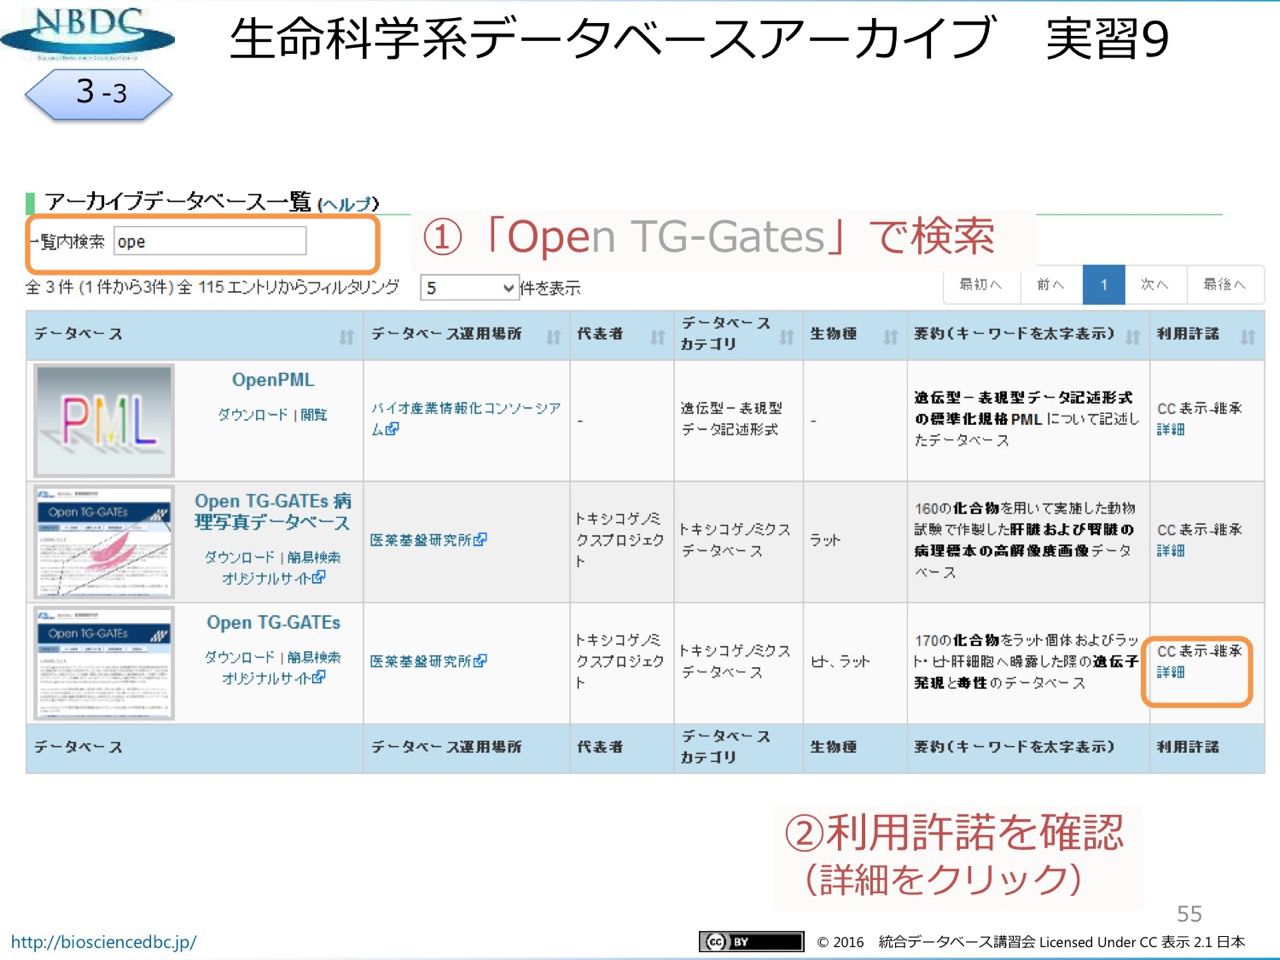 NBDC
生命科学系データベースアーカイブ　実習9
3-3
アーカイブデータベース一覧 (ヘルプ)
一覧内検索 ope
①「Open TG-Gates」で検索
全 3 件 (1 件から3件) 全 115 エントリからフィルタリング 5 件を表示
最初へ 前へ 1 次へ 最後へ
データベース データベース運用場所 代表者 データベースカテゴリ 生物種 要約(キーワードを太字表示) 利用許諾
PML
OpenPML
ダウンロード | 閲覧
バイオ産業情報化コンソーシア
ム
-
遺伝型－表現型
データ記述形式
-
遺伝型－表現型データ記述形式
の標準化規格PML について記述し
たデータベース
CC 表示-継承
詳細
Open TG-GATEs
Open TG-GATEs 病
理写真データベース
ダウンロード | 簡易検索
オリジナルサイト
医薬基盤研究所
トキシコゲノミ
クスプロジェク
ト
トキシコゲノミクス
データベース
ラット
160の化合物を用いて実施した動物
試験で作製した肝臓および腎臓の
病理標本の高解像度画像データ
ベース
CC 表示-継承
詳細
Open TG-GATEs
Open TG-GATEs
ダウンロード | 簡易検索
オリジナルサイト
医薬基盤研究所
トキシコゲノミ
クスプロジェク
ト
トキシコゲノミクス
データベース
ヒト、ラット
170の化合物をラット個体およびラッ
ト・ヒト肝細胞へ曝露した際の遺伝子
発現と毒性のデータベース
CC 表示-継承
詳細
データベース データベース運用場所 代表者 データベースカテゴリ 生物種 要約(キーワードを太字表示) 利用許諾
②利用許諾を確認
（詳細をクリック）
55
http://biosciencedbc.jp/
cc BY
© 2016　統合データベース講習会 Licensed Under CC 表示 2.1 日本